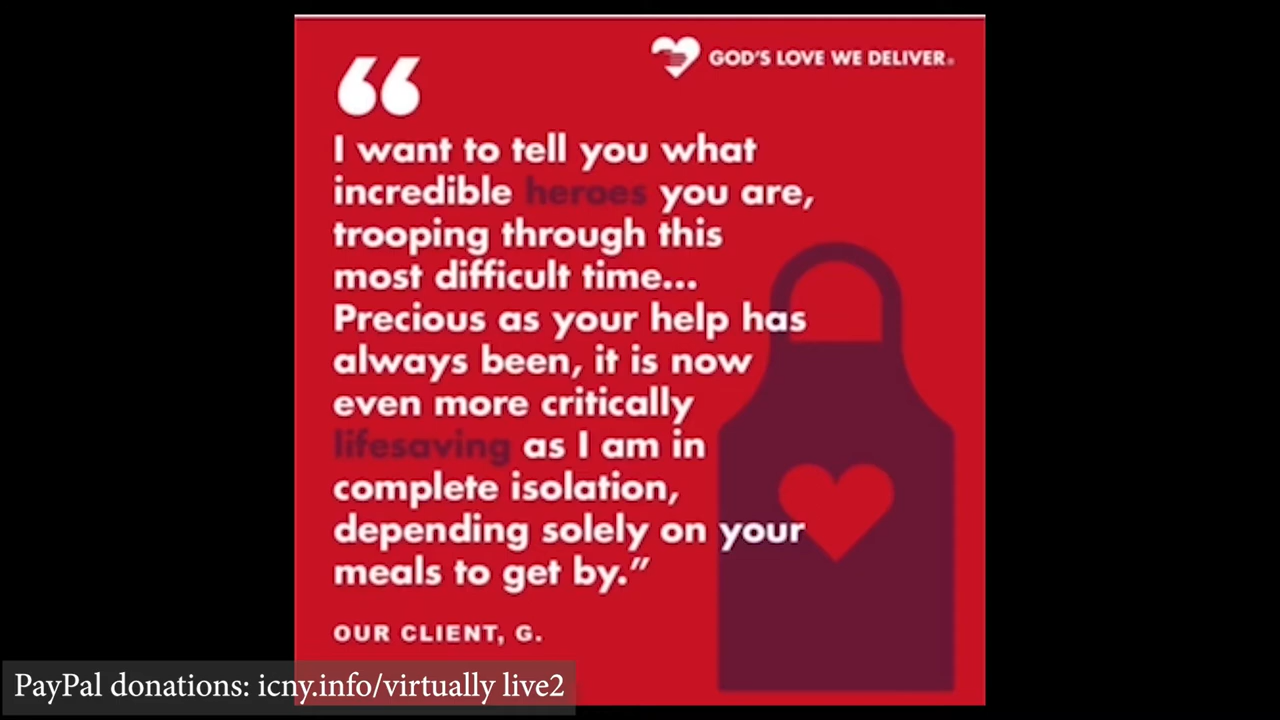 GOD'S LOVE WE DELIVER®
“
I want to tell you what
incredible heroes you are,
trooping through this
most difficult time...
Precious as your help has
always been, it is now
even more critically
lifesaving as I am in
complete isolation,
depending solely on your
meals to get by.”
OUR CLIENT, G.
PayPal donations: icny.info/virtually live2